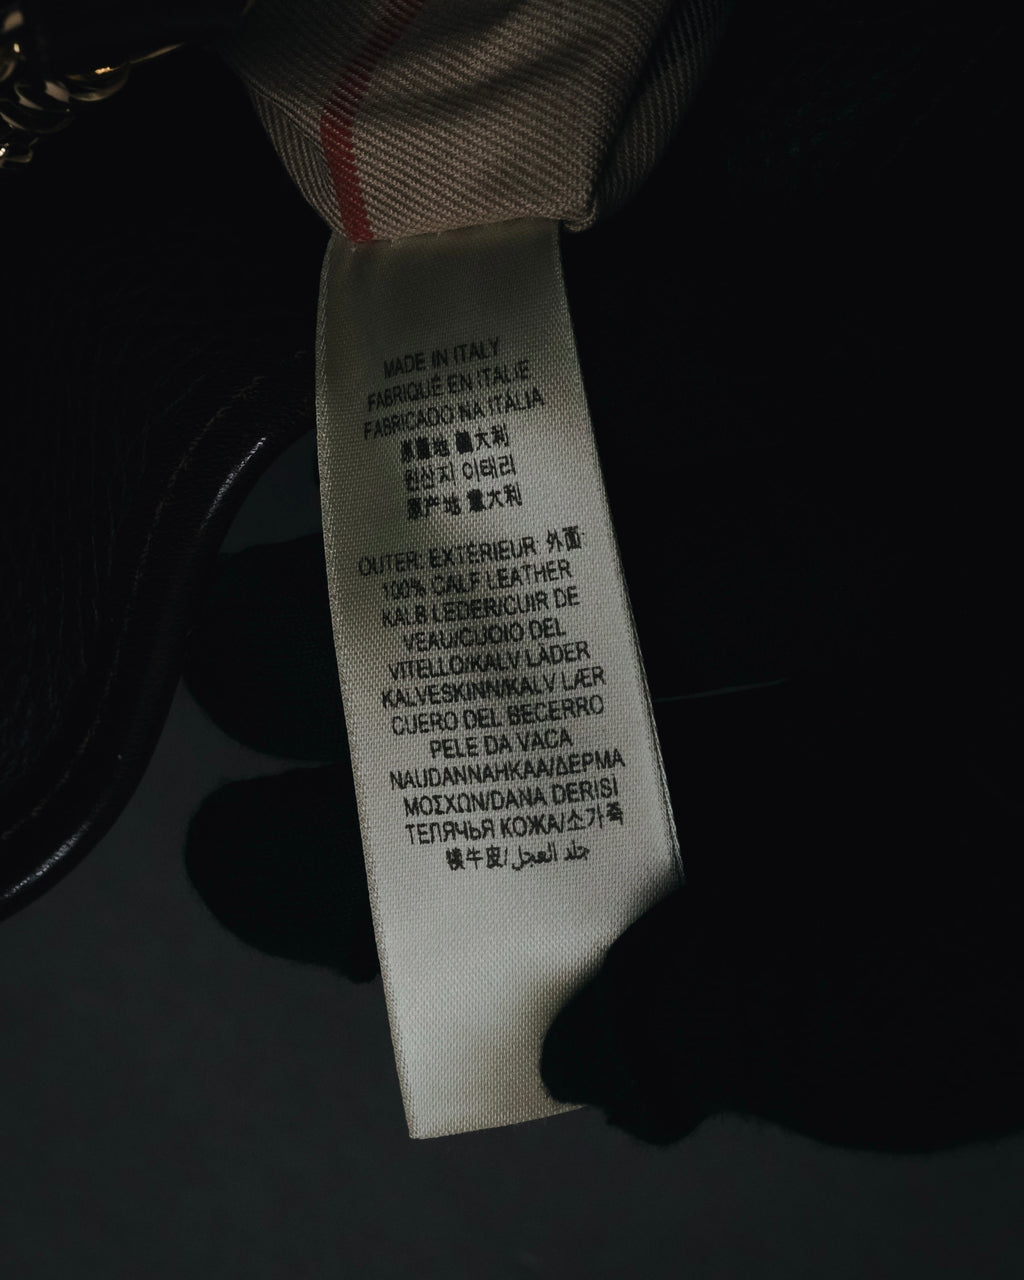 MADE IN ITALY
FABRIQUÉ EN ITALIE
FABRICADO NA ITÁLIA
原產地 義大利
원산지 이태리
原产地 意大利
OUTER: EXTÉRIEUR 外面
100% CALF LEATHER
KALB LEDER/CUIR DE
VEAU/CUOIO DEL
VITELLO/KALV LÄDER
KALVESKINN/KALV LÆR
CUERO DEL BECERRO
PELE DA VACA
NAUDANNAHKAA/ΔΕΡΜΑ
ΜΟΣΧΩΝ/DANA DERISI
ТЕЛЯЧЬЯ КОЖА/소가죽
犊牛皮/جلد العجل